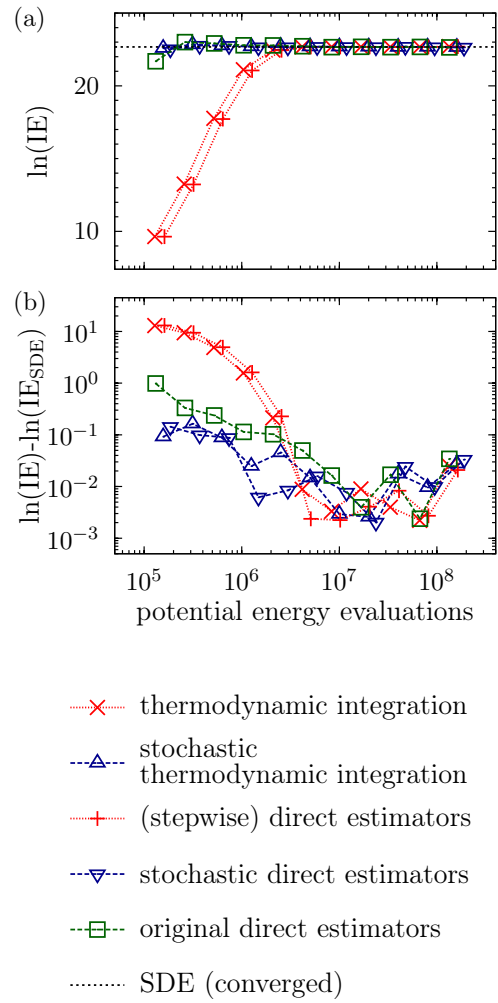 (a)
ln(IE)
22
10
(b)
ln(IE)-ln(IE_SDE)
10^1
10^0
10^−1
10^−2
10^−3
10^5 10^6 10^7 10^8
potential energy evaluations
thermodynamic integration
stochastic
thermodynamic integration
(stepwise) direct estimators
stochastic direct estimators
original direct estimators
SDE (converged)